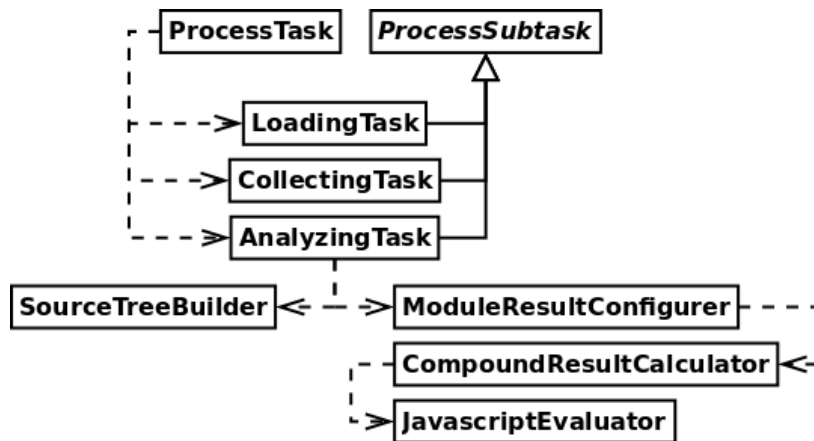 ProcessTask
ProcessSubtask
LoadingTask
CollectingTask
AnalyzingTask
SourceTreeBuilder
ModuleResultConfigurer
CompoundResultCalculator
JavascriptEvaluator